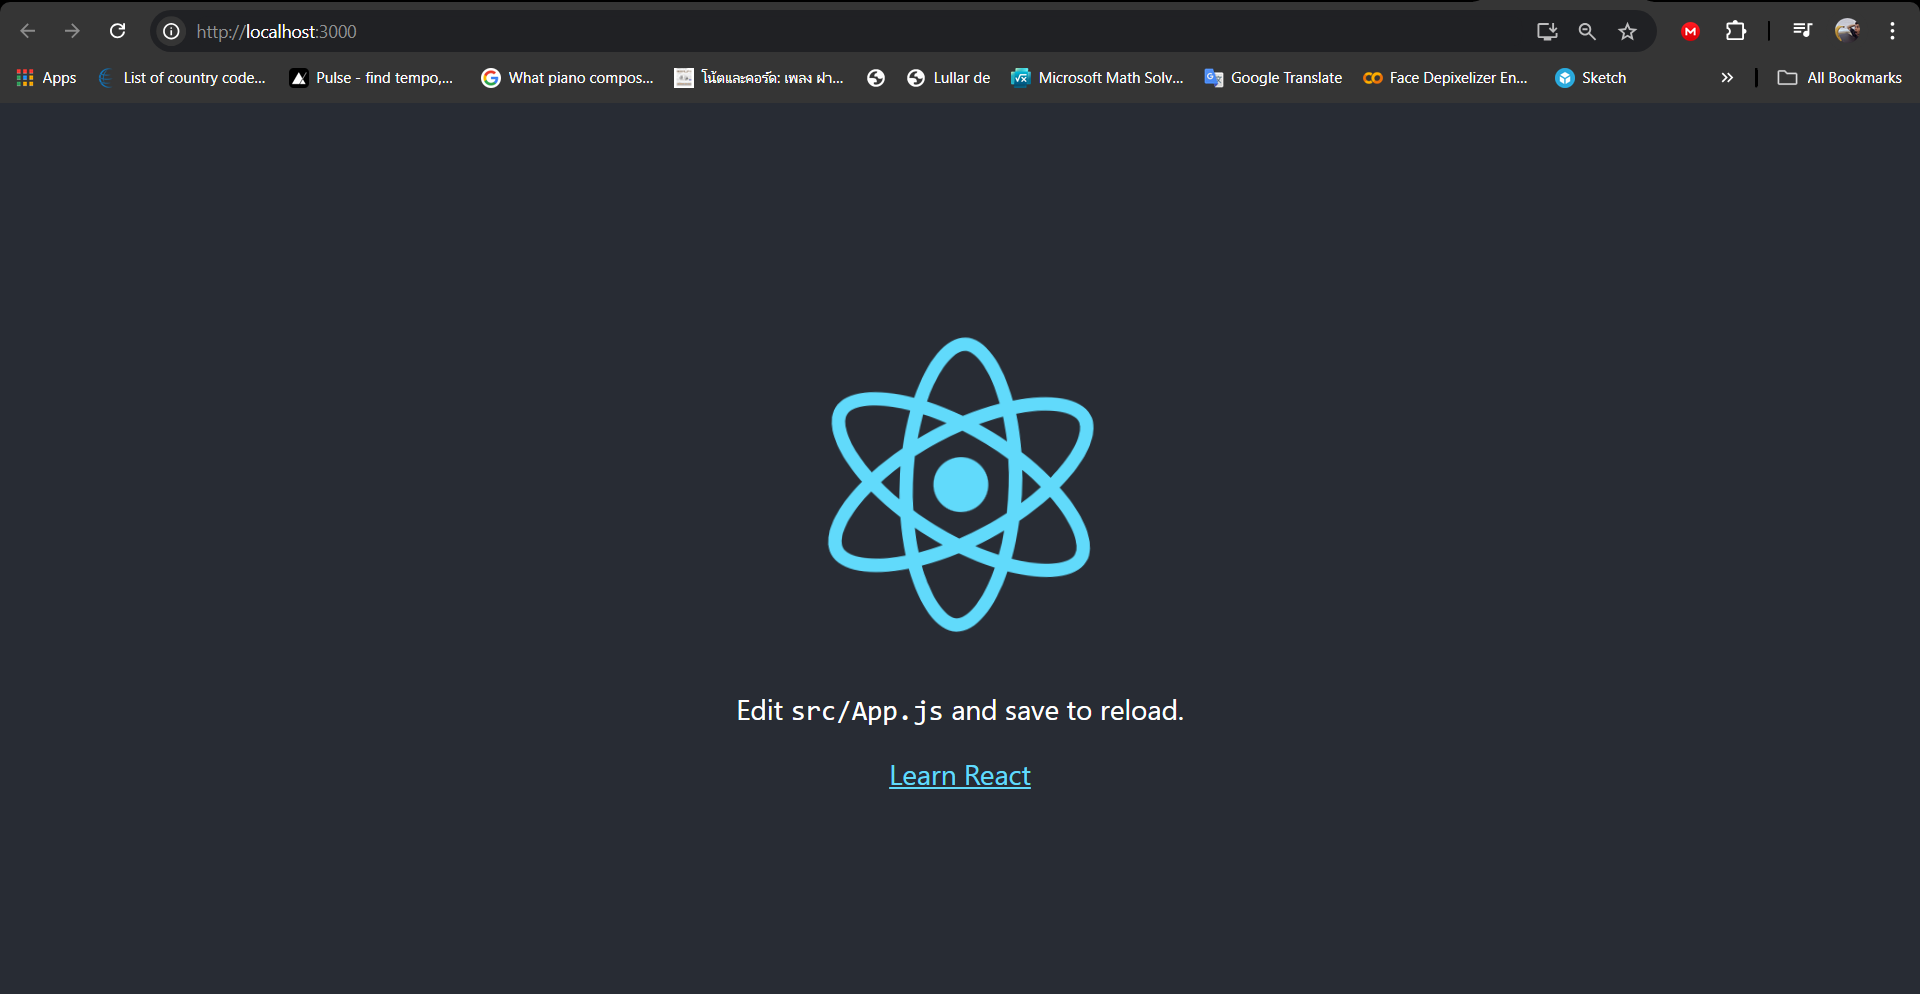 http://localhost:3000
Apps List of country code... Pulse - find tempo,... What piano compos... โน้ตและคอร์ด: เพลง ฝา... Lullar de Microsoft Math Solv... Google Translate Face Depixelizer En... Sketch All Bookmarks
Edit src/App.js and save to reload.
Learn React